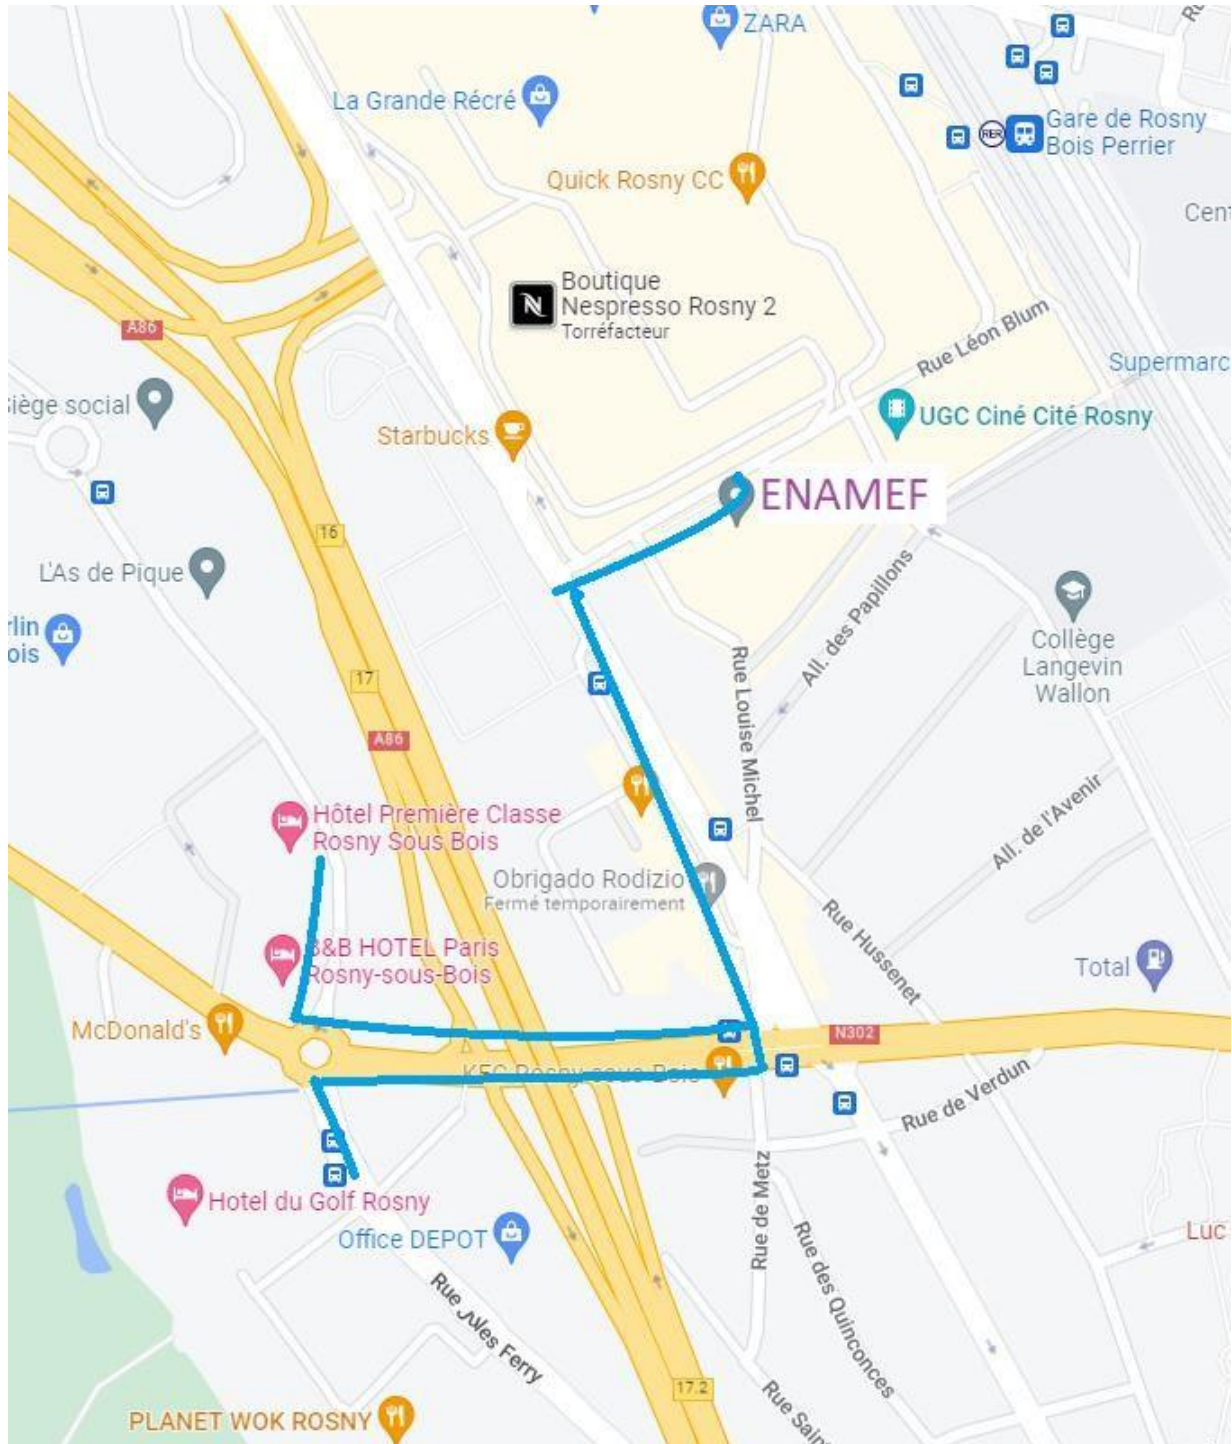 ZARA
La Grande Récré
Gare de Rosny
Bois Perrier
RER
Quick Rosny CC
Boutique
Nespresso Rosny 2
Torréfacteur
Rue Léon Blum
A86
Supermarc
Siège social
Starbucks
UGC Ciné Cité Rosny
ENAMEF
16
L'As de Pique
All. des Papillons
Collège
Langevin
Wallon
rlin
ois
17
Rue Louise Michel
A86
Hôtel Première Classe
Rosny Sous Bois
All. de l'Avenir
Obrigado Rodizio
Fermé temporairement
Rue Hussenet
B&B HOTEL Paris
Rosny-sous-Bois
Total
McDonald's
N302
KFC Rosny-sous-Bois
Rue de Verdun
Rue de Metz
Hotel du Golf Rosny
Office DEPOT
Rue des Quinconces
Luc
Rue Jules Ferry
17.2
PLANET WOK ROSNY